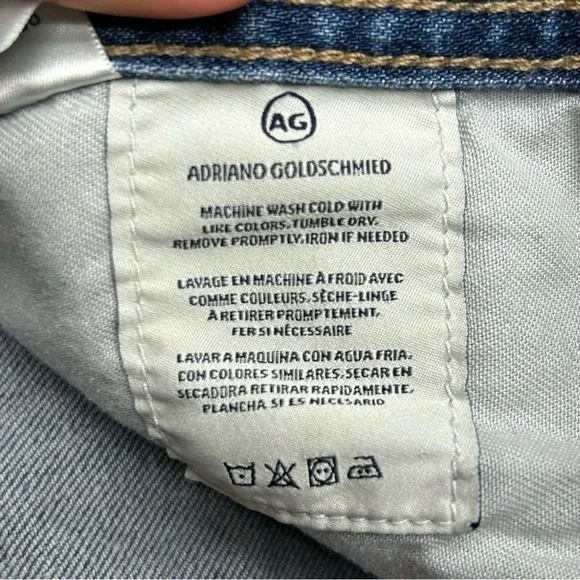 AG
ADRIANO GOLDSCHMIED
MACHINE WASH COLD WITH
LIKE COLORS, TUMBLE DRY.
REMOVE PROMPTLY, IRON IF NEEDED
LAVAGE EN MACHINE À FROID AVEC
COMME COULEURS. SÈCHE-LINGE
À RETIRER PROMPTEMENT,
FER SI NÉCESSAIRE
LAVAR A MAQUINA CON AGUA FRIA,
CON COLORES SIMILARES, SECAR EN
SECADORA RETIRAR RAPIDAMENTE,
PLANCHA SI ES NECESARIO